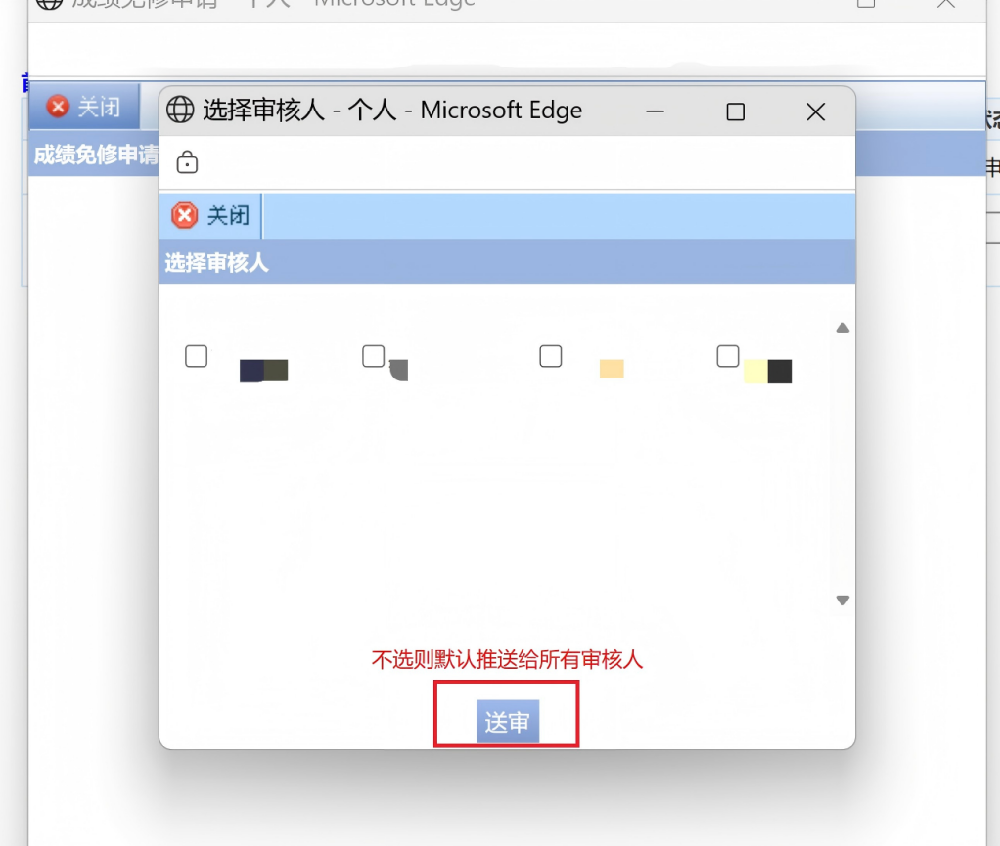 成绩免修申请 - 个人 - Microsoft Edge
关闭
选择审核人 - 个人 - Microsoft Edge
成绩免修申请
关闭
选择审核人
不选则默认推送给所有审核人
送审